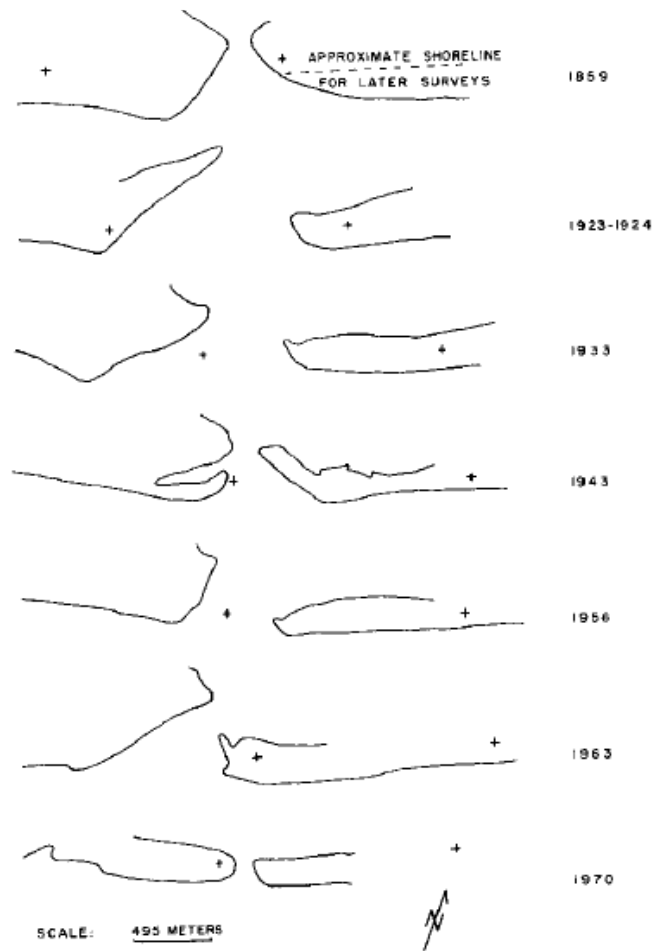 APPROXIMATE SHORELINE
FOR LATER SURVEYS
1859
1923-1924
1933
1943
1956
1963
1970
SCALE: 495 METERS
N